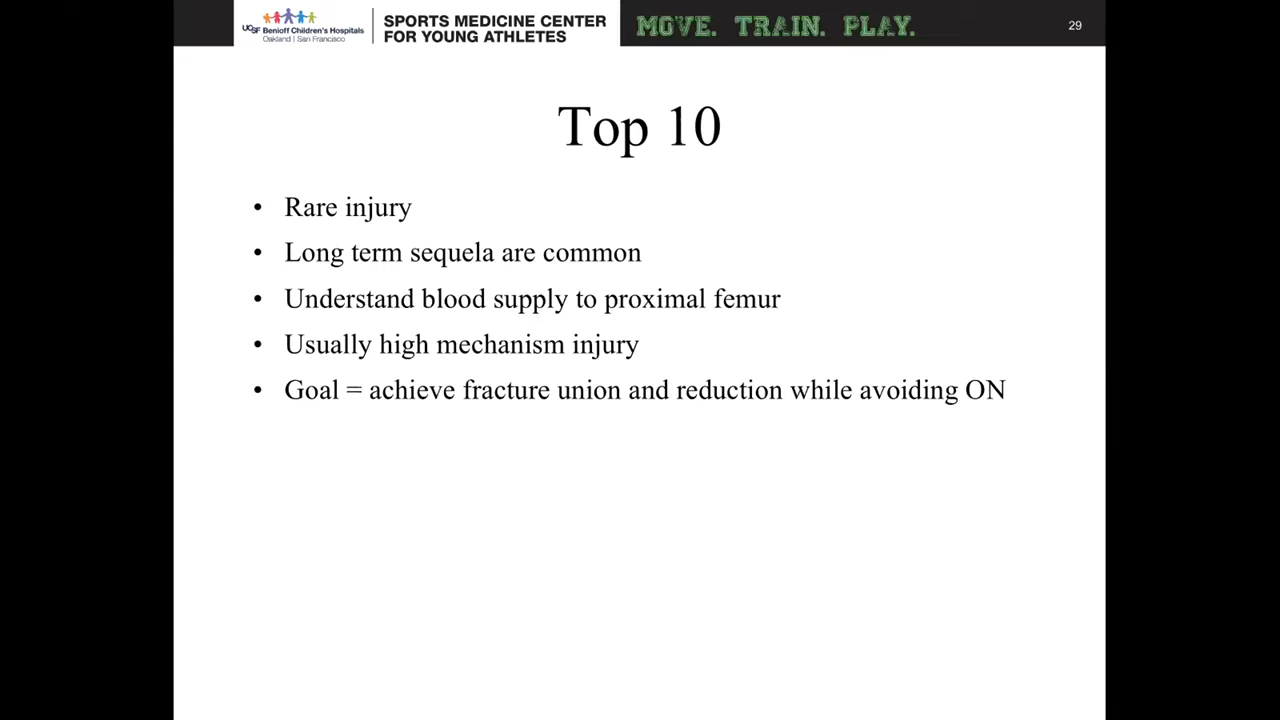 UCSF Benioff Children's Hospitals
Oakland | San Francisco
SPORTS MEDICINE CENTER
FOR YOUNG ATHLETES
MOVE. TRAIN. PLAY.
29
Top 10
• Rare injury
• Long term sequela are common
• Understand blood supply to proximal femur
• Usually high mechanism injury
• Goal = achieve fracture union and reduction while avoiding ON